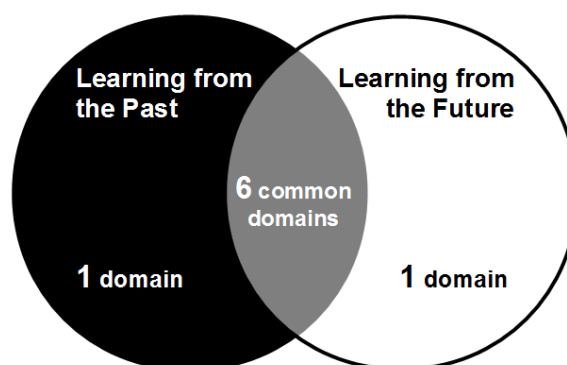 Learning from
the Past
Learning from
the Future
6 common
domains
1 domain
1 domain